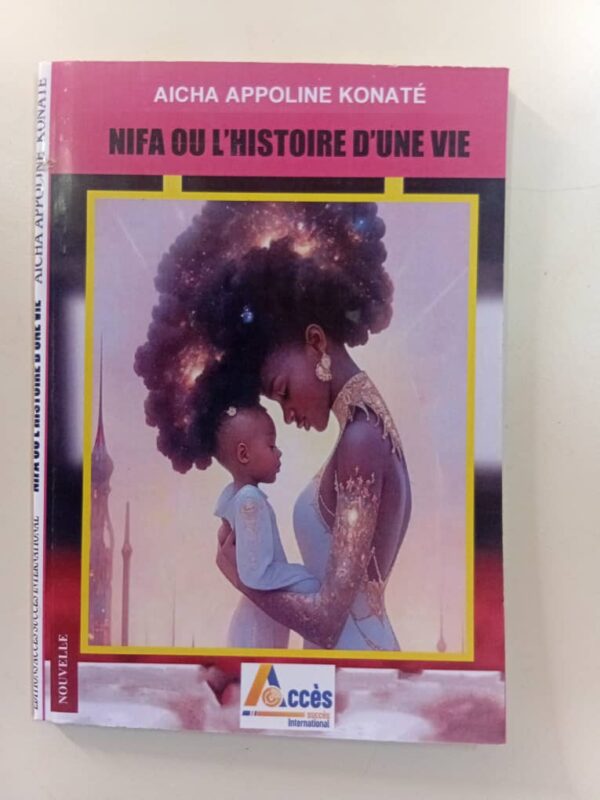 AICHA APPOLINE KONATÉ
NIFA OU L'HISTOIRE D'UNE VIE
AICHA APPOLINE KONATÉ
NIFA OU L'HISTOIRE D'UNE VIE
INTERNATIONAL
NOUVELLE
Accès
succès
International